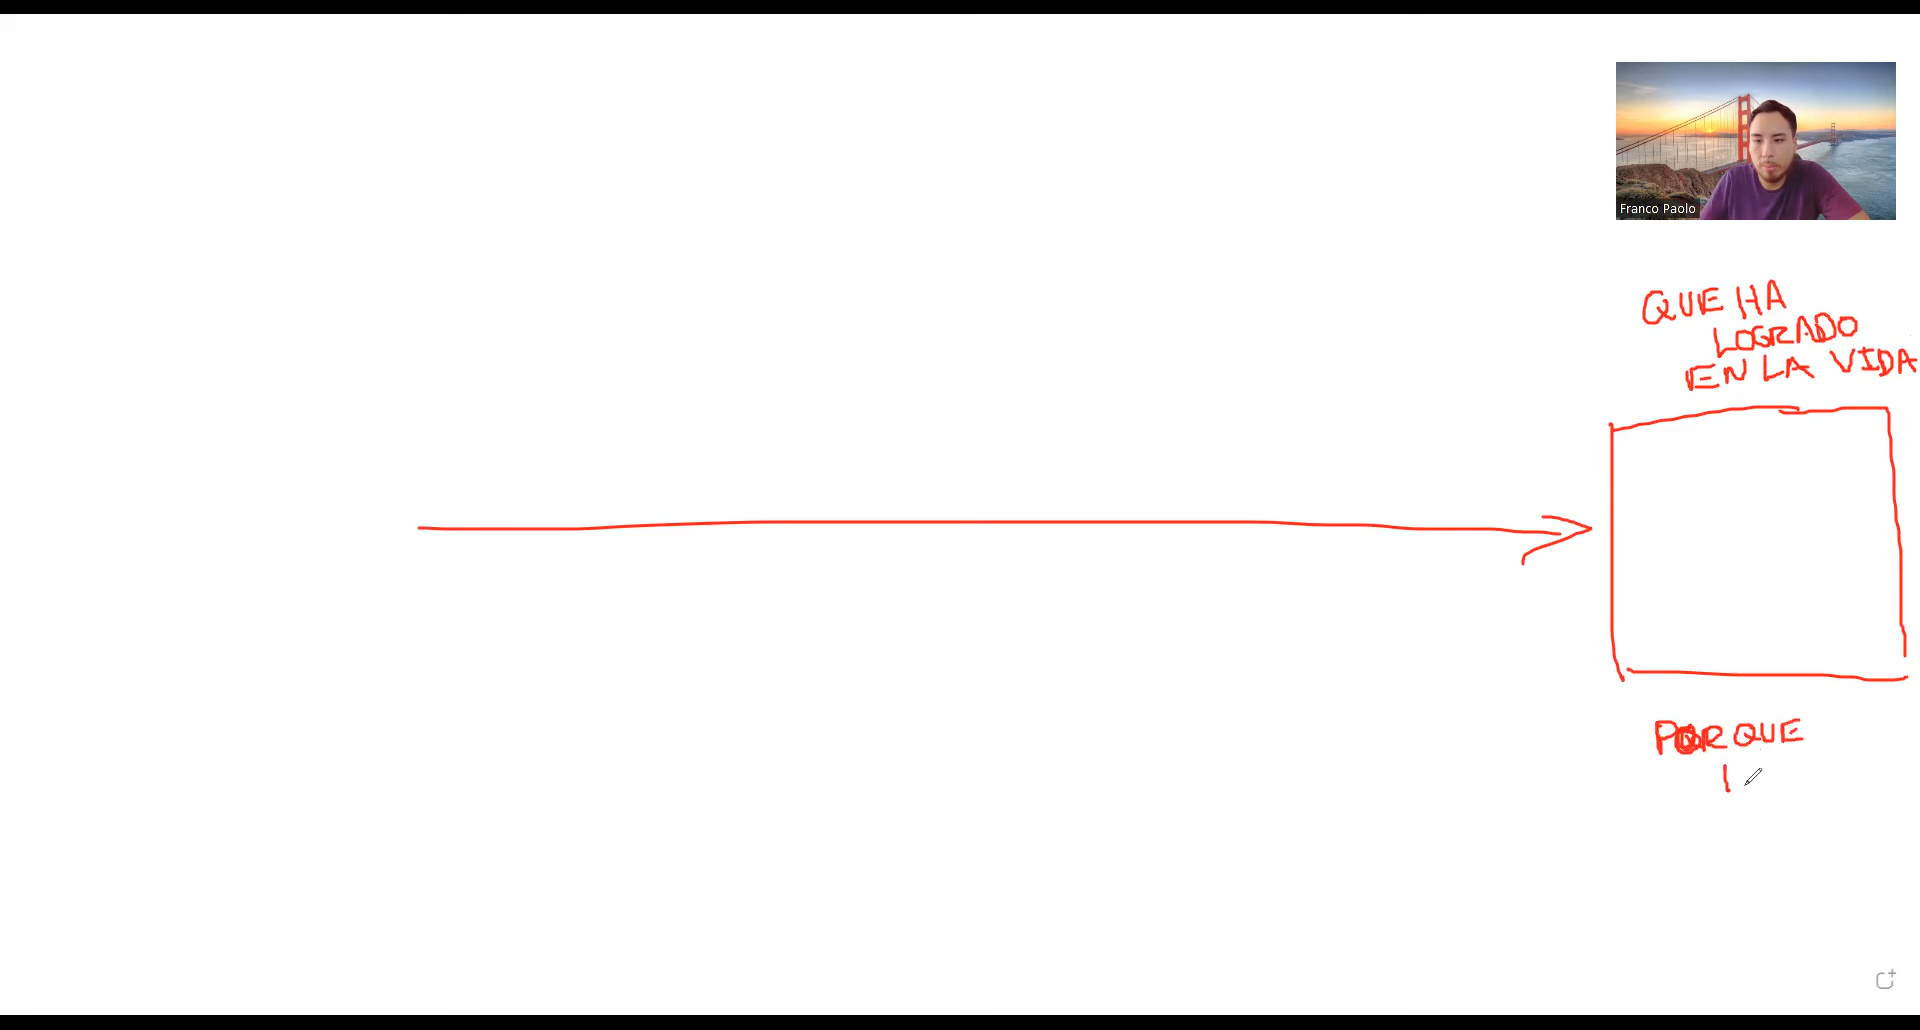 Franco Paolo
QUE HA
LOGRADO
EN LA VIDA
PORQUE